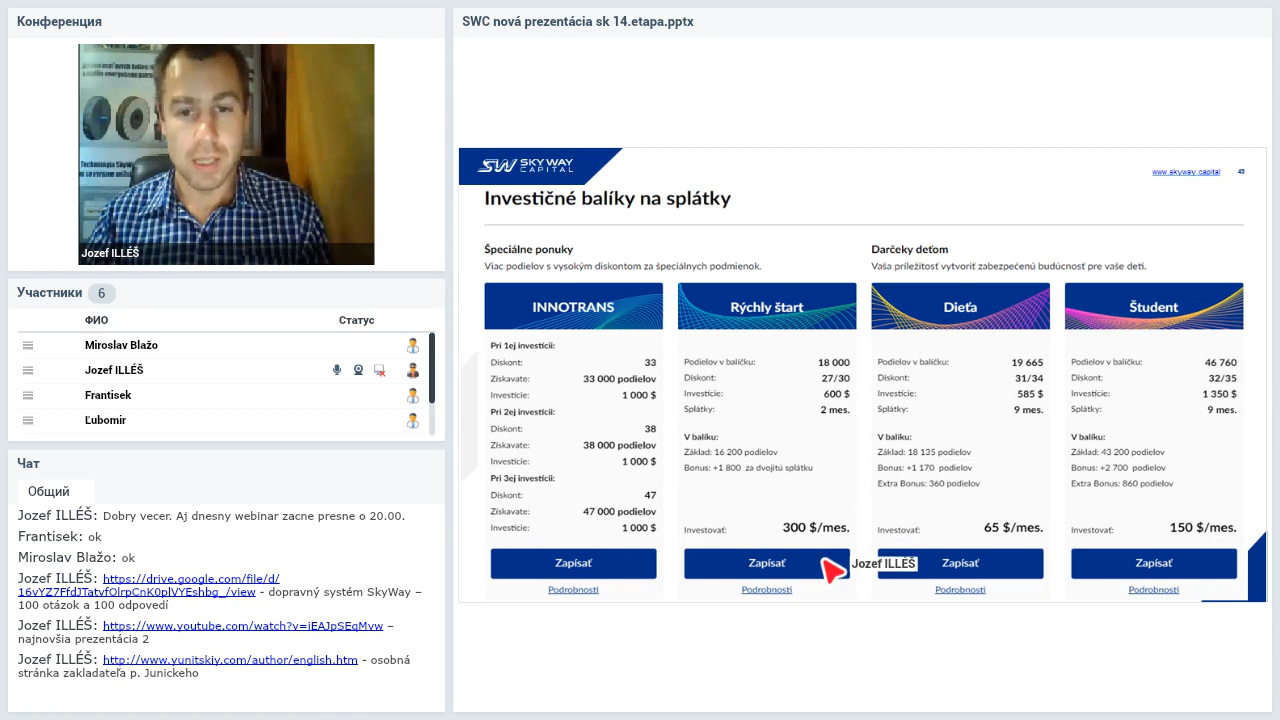 Конференция
Jozef ILLÉŠ
Участники 6
ФИО Статус
Miroslav Blažo
Jozef ILLÉŠ
Frantisek
Ľubomir
Чат
Общий
Jozef ILLÉŠ: Dobry vecer. Aj dnesny webinar zacne presne o 20.00.
Frantisek: ok
Miroslav Blažo: ok
Jozef ILLÉŠ: https://drive.google.com/file/d/
- dopravný systém SkyWay –
100 otázok a 100 odpovedí
Jozef ILLÉŠ: https://www.youtube.com/watch?v=iEAJpSEqMvw –
najnovšia prezentácia 2
Jozef ILLÉŠ: http://www.yunitskiy.com/author/english.htm - osobná
stránka zakladateľa p. Junickeho
SWC nová prezentácia sk 14.etapa.pptx
SW SKY WAY
CAPITAL
www.skyway.capital 49
Investičné balíky na splátky
Špeciálne ponuky
Viac podielov s vysokým diskontom za špeciálnych podmienok.
Darčeky deťom
Vaša príležitosť vytvoriť zabezpečenú budúcnosť pre vaše deti.
INNOTRANS
Pri 1ej investícii:
Diskont: 33
Získavate: 33 000 podielov
Investície: 1 000 $
Pri 2ej investícii:
Diskont: 38
Získavate: 38 000 podielov
Investície: 1 000 $
Pri 3ej investícii:
Diskont: 47
Získavate: 47 000 podielov
Investície: 1 000 $
Zapísať
Podrobnosti
Rýchly štart
Podielov v balíčku: 18 000
Diskont: 27/30
Investície: 600 $
Splátky: 2 mes.
V balíku:
Základ: 16 200 podielov
Bonus: +1 800 za dvojitú splátku
Investovať: 300 $/mes.
Zapísať
Podrobnosti
Jozef ILLÉŠ
Dieťa
Podielov v balíčku: 19 665
Diskont: 31/34
Investície: 585 $
Splátky: 9 mes.
V balíku:
Základ: 18 135 podielov
Bonus: +1 170 podielov
Extra Bonus: 360 podielov
Investovať: 65 $/mes.
Zapísať
Podrobnosti
Študent
Podielov v balíčku: 46 760
Diskont: 32/35
Investície: 1 350 $
Splátky: 9 mes.
V balíku:
Základ: 43 200 podielov
Bonus: +2 700 podielov
Extra Bonus: 860 podielov
Investovať: 150 $/mes.
Zapísať
Podrobnosti